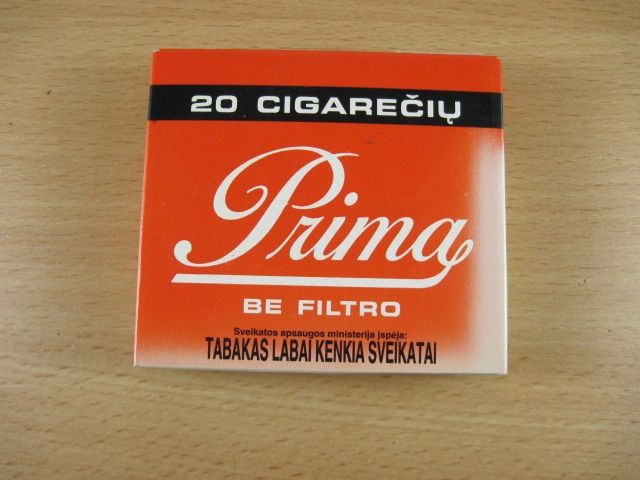 20 CIGAREČIŲ
Prima
BE FILTRO
Sveikatos apsaugos ministerija įspėja:
TABAKAS LABAI KENKIA SVEIKATAI